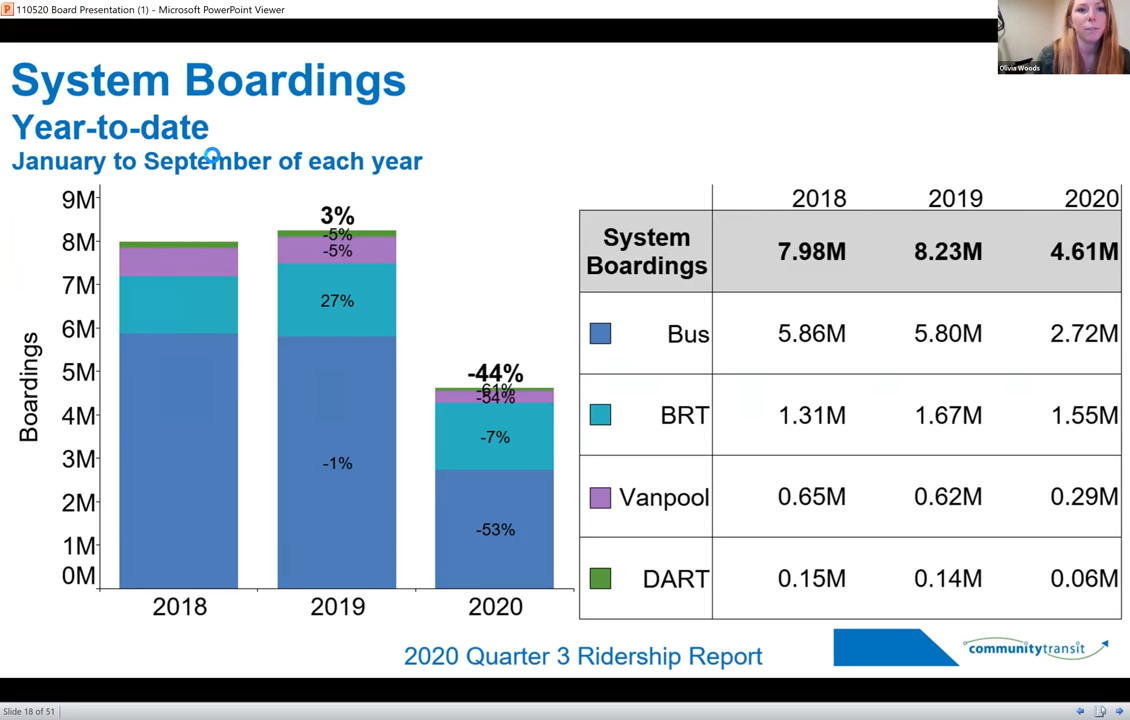 110520 Board Presentation (1) - Microsoft PowerPoint Viewer
Olivia Woods
System Boardings
Year-to-date
January to September of each year
9M
8M
7M
6M
5M
4M
3M
2M
1M
0M
Boardings
3%
-5%
-5%
27%
-1%
-44%
-61%
-54%
-7%
-53%
2018
2019
2020
2018 2019 2020
System Boardings 7.98M 8.23M 4.61M
Bus 5.86M 5.80M 2.72M
BRT 1.31M 1.67M 1.55M
Vanpool 0.65M 0.62M 0.29M
DART 0.15M 0.14M 0.06M
2020 Quarter 3 Ridership Report
communitytransit
Slide 18 of 51